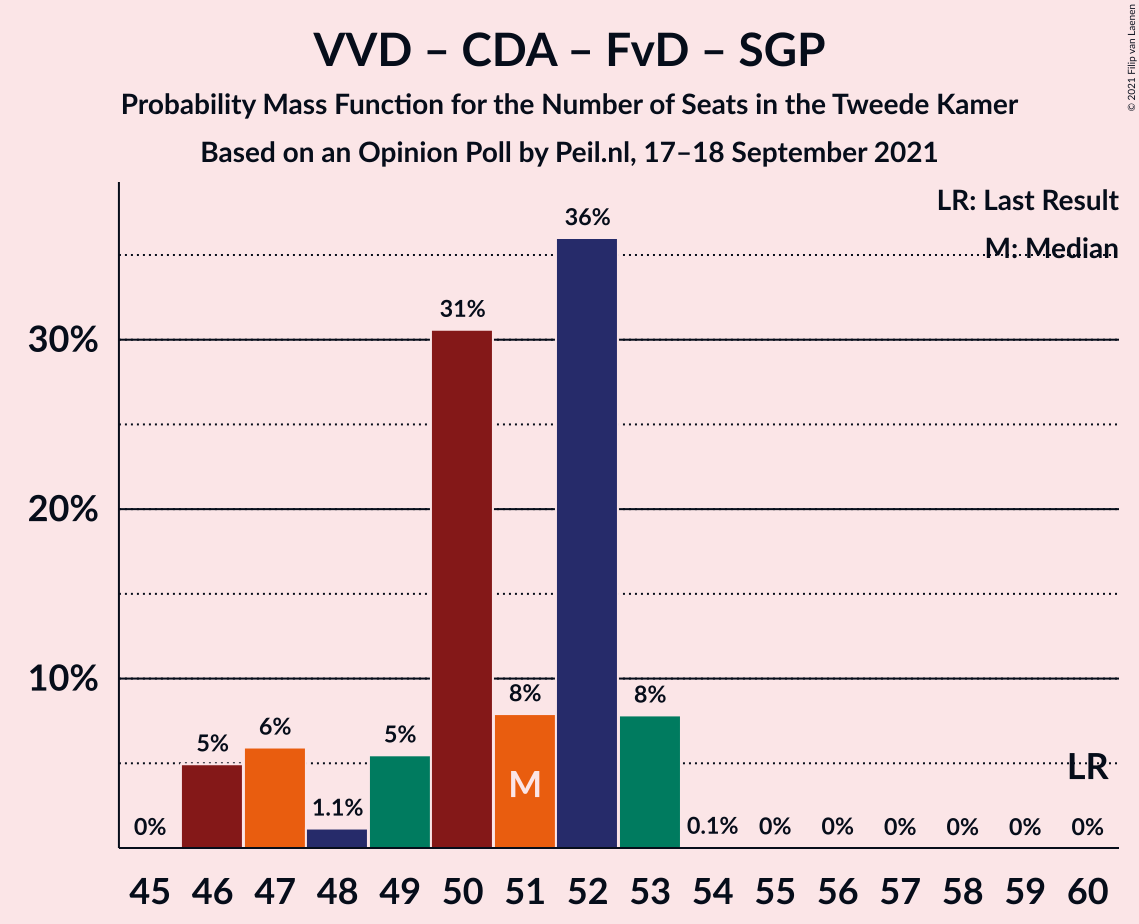 VVD – CDA – FvD – SGP
Probability Mass Function for the Number of Seats in the Tweede Kamer
Based on an Opinion Poll by Peil.nl, 17–18 September 2021
© 2021 Filip van Laenen
LR: Last Result
M: Median
30%
20%
10%
0%
5%
6%
1.1%
5%
31%
8%
36%
8%
0.1%
0%
0%
0%
0%
0%
0%
M
LR
45 46 47 48 49 50 51 52 53 54 55 56 57 58 59 60